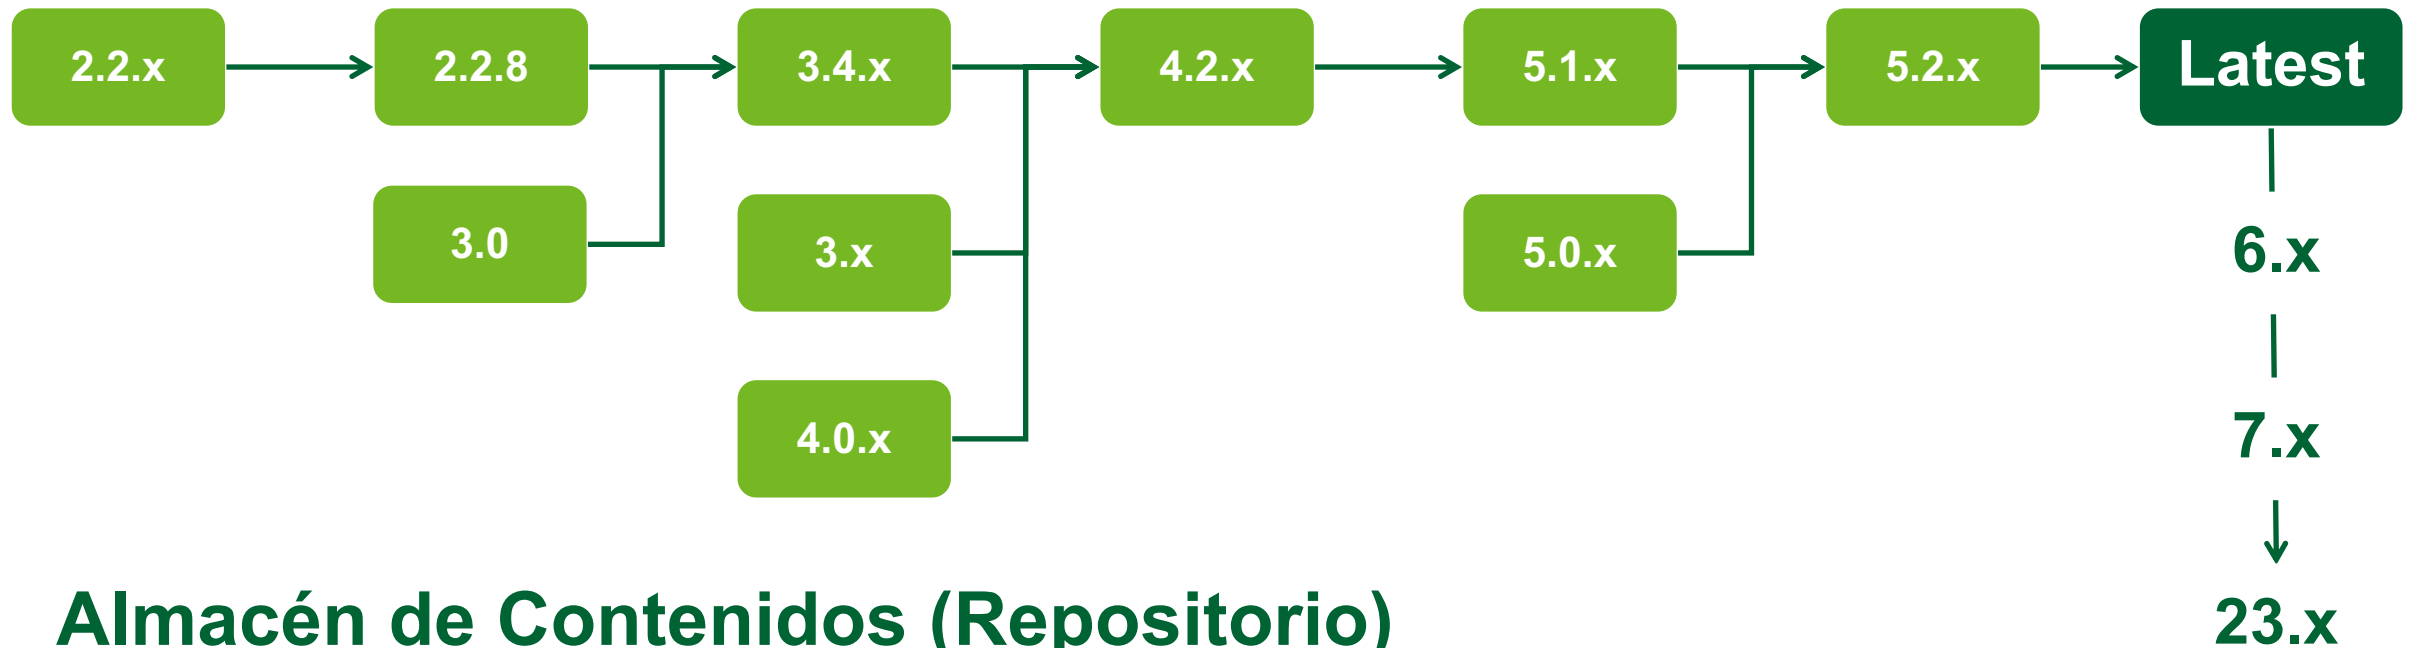 2.2.x
2.2.8
3.4.x
4.2.x
5.1.x
5.2.x
Latest
3.0
3.x
5.0.x
6.x
4.0.x
7.x
Almacén de Contenidos (Repositorio)
23.x